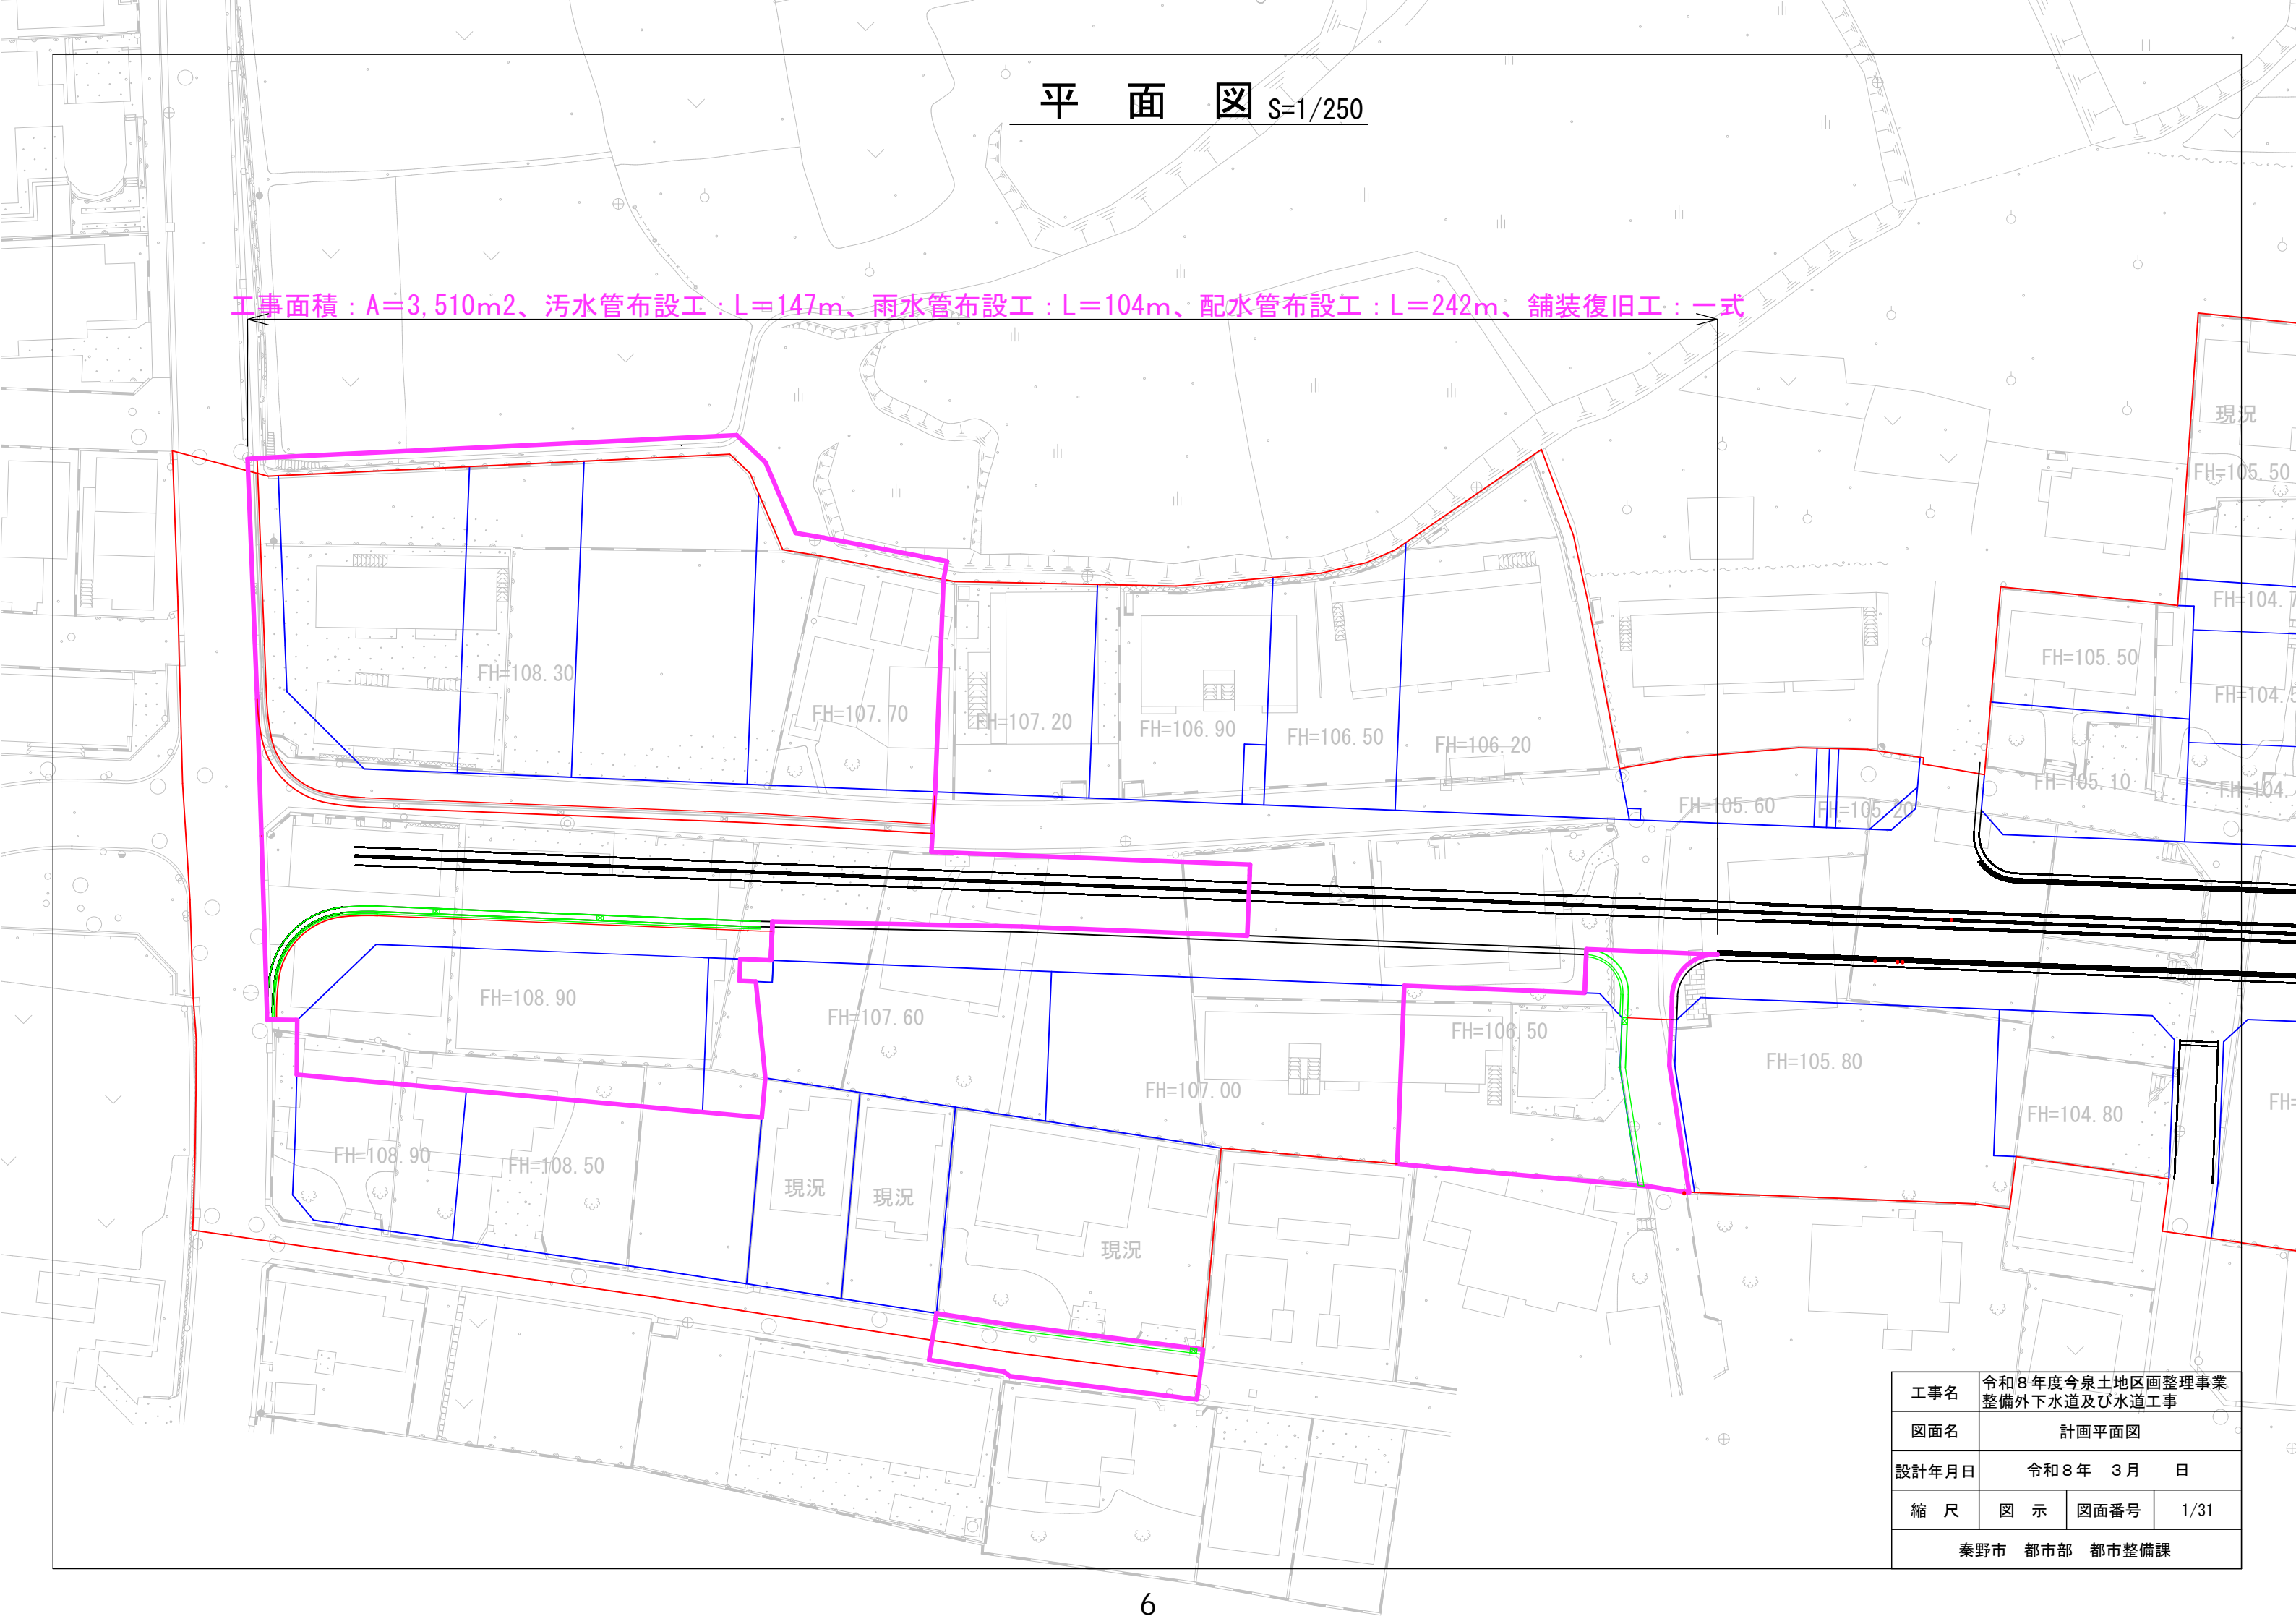 平　面　図 S=1/250
工事面積：A＝3,510m2、汚水管布設工：L＝147m、雨水管布設工：L＝104m、配水管布設工：L＝242m、舗装復旧工：一式
現況
FH=105.50
FH=104.7
FH=105.50
FH=108.30
FH=104.5
FH=107.70
FH=107.20
FH=106.90
FH=106.50
FH=106.20
FH=105.10
FH=104.
FH=105.60
FH=105.20
FH=108.90
FH=107.60
FH=106.50
FH=105.80
FH=107.00
FH=104.80
FH=
FH=108.90
FH=108.50
現況
現況
現況
工事名 令和８年度今泉土地区画整理事業
整備外下水道及び水道工事
図面名 計画平面図
設計年月日 令和８年　３月　　日
縮　尺 図　示 図面番号 1/31
秦野市　都市部　都市整備課
6